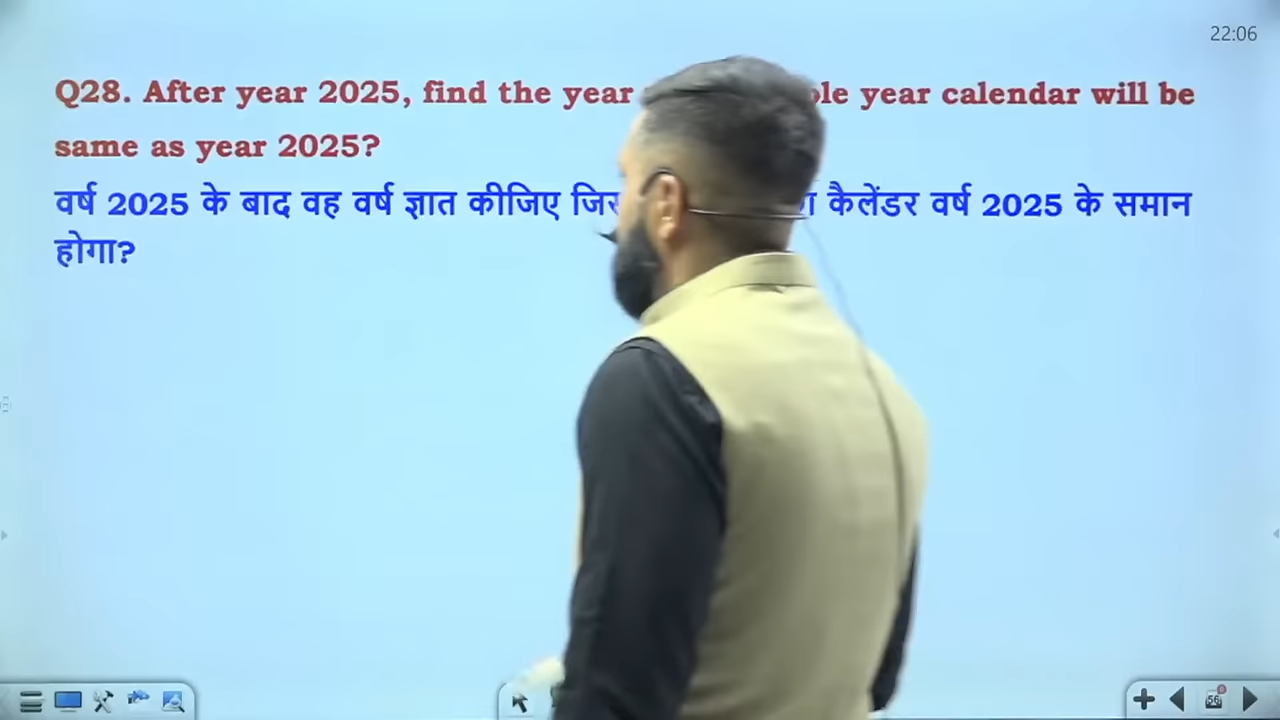 22:06
Q28. After year 2025, find the year year calendar will be
same as year 2025?
वर्ष 2025 के बाद वह वर्ष ज्ञात कीजिए कैलेंडर वर्ष 2025 के समान
होगा?
56